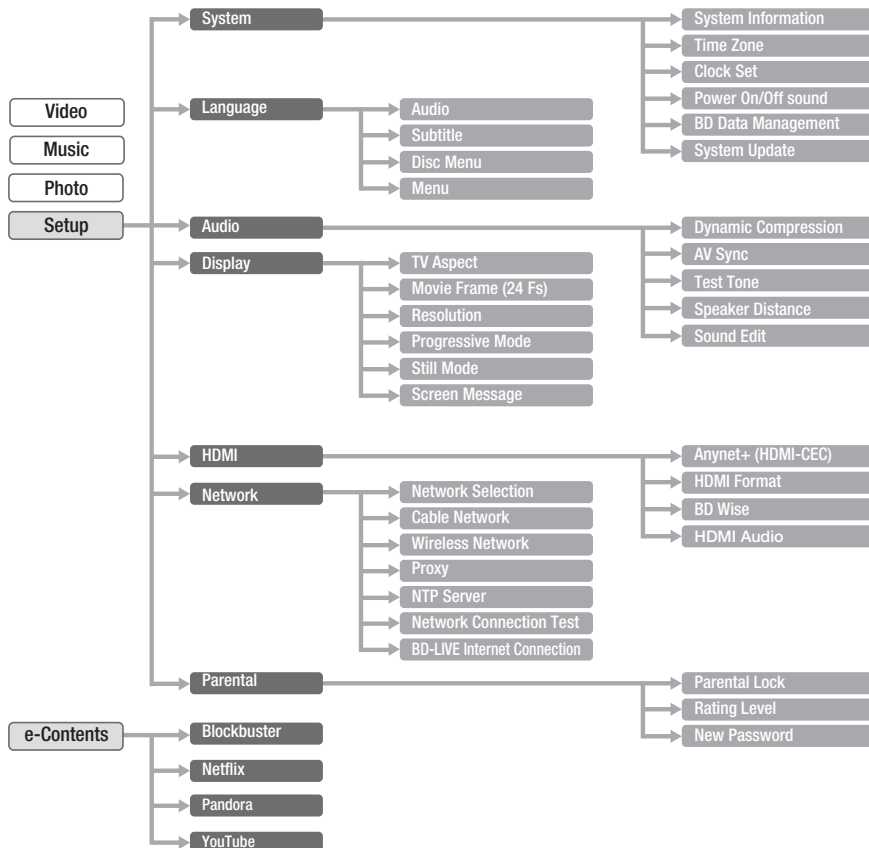 Video
Music
Photo
Setup
System
System Information
Time Zone
Clock Set
Power On/Off sound
BD Data Management
System Update
Language
Audio
Subtitle
Disc Menu
Menu
Audio
Dynamic Compression
AV Sync
Test Tone
Speaker Distance
Sound Edit
Display
TV Aspect
Movie Frame (24 Fs)
Resolution
Progressive Mode
Still Mode
Screen Message
HDMI
Anynet+ (HDMI-CEC)
HDMI Format
BD Wise
HDMI Audio
Network
Network Selection
Cable Network
Wireless Network
Proxy
NTP Server
Network Connection Test
BD-LIVE Internet Connection
Parental
Parental Lock
Rating Level
New Password
e-Contents
Blockbuster
Netflix
Pandora
YouTube